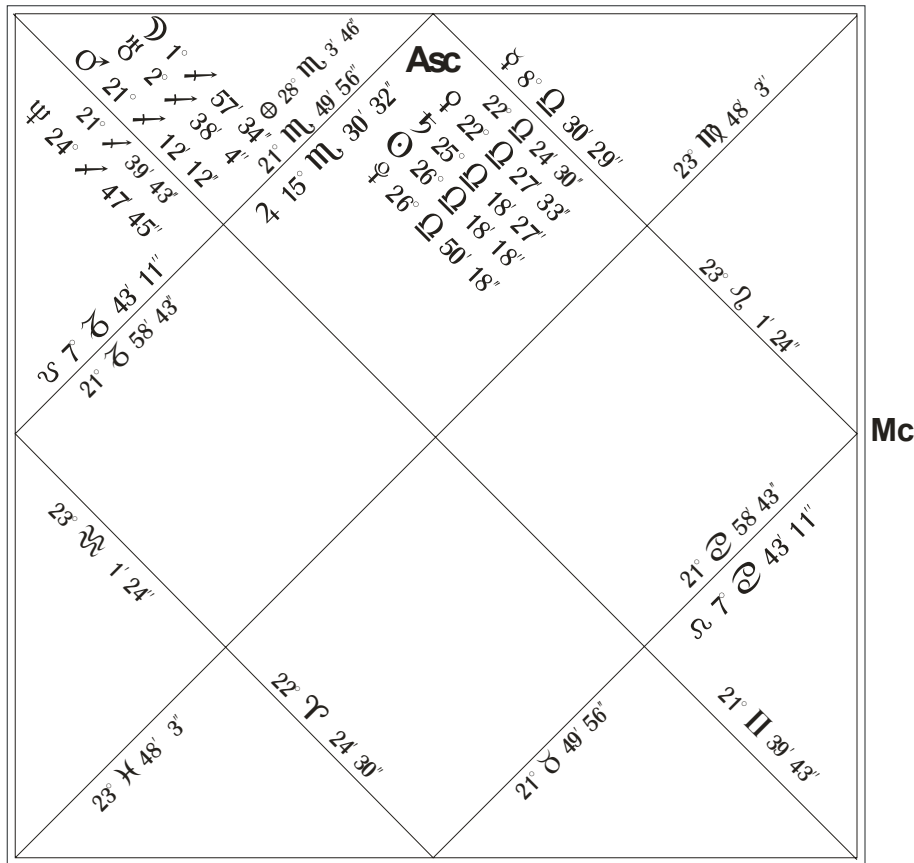 ☽ 1° ♐ 57' 34"
♅ 2° ♐ 38' 4"
♂ 21° ♐ 12' 12"
21° ♐ 39' 43"
♆ 24° ♐ 47' 45"
⊕ 28° ♏ 3' 46"
21° ♏ 49' 56"
♃ 15° ♏ 30' 32"
Asc
☿ 8° ♎ 30' 29"
22° ♎ 24' 30"
♀ 22° ♎ 27' 33"
♄ 25° ♎ 18' 27"
☉ 26° ♎ 18' 18"
♇ 26° ♎ 50' 18"
23° ♍ 48' 3"
23° ♌ 1' 24"
Mc
☋ 7° ♑ 43' 11"
21° ♑ 58' 43"
23° ♒ 1' 24"
21° ♋ 58' 43"
☊ 7° ♋ 43' 11"
23° ♓ 48' 3"
22° ♈ 24' 30"
21° ♉ 49' 56"
21° ♊ 39' 43"